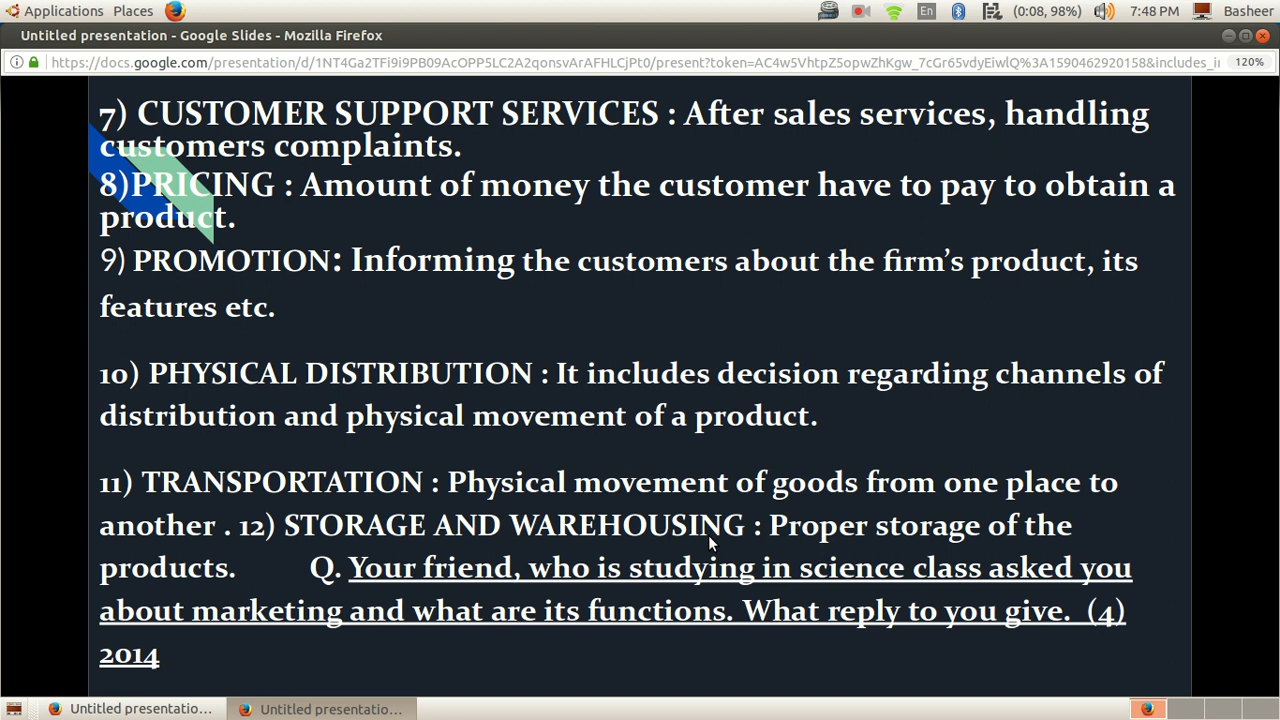 Applications Places En (0:08, 98%) 7:48 PM Basheer
Untitled presentation - Google Slides - Mozilla Firefox
https://docs.google.com/presentation/d/1NT4Ga2TFi9i9PB09AcOPP5LC2A2qonsvArAFHLCjPt0/present?token=AC4w5VhtpZSopwZhKgw_7cGr65vdyEiwlQ%3A1590462920158&includes_i 120%
7) CUSTOMER SUPPORT SERVICES : After sales services, handling
customers complaints.
8)PRICING : Amount of money the customer have to pay to obtain a
product.
9) PROMOTION: Informing the customers about the firm’s product, its
features etc.
10) PHYSICAL DISTRIBUTION : It includes decision regarding channels of
distribution and physical movement of a product.
11) TRANSPORTATION : Physical movement of goods from one place to
another . 12) STORAGE AND WAREHOUSING : Proper storage of the
products. Q. Your friend, who is studying in science class asked you
about marketing and what are its functions. What reply to you give. (4)
2014
Untitled presentatio... Untitled presentatio...